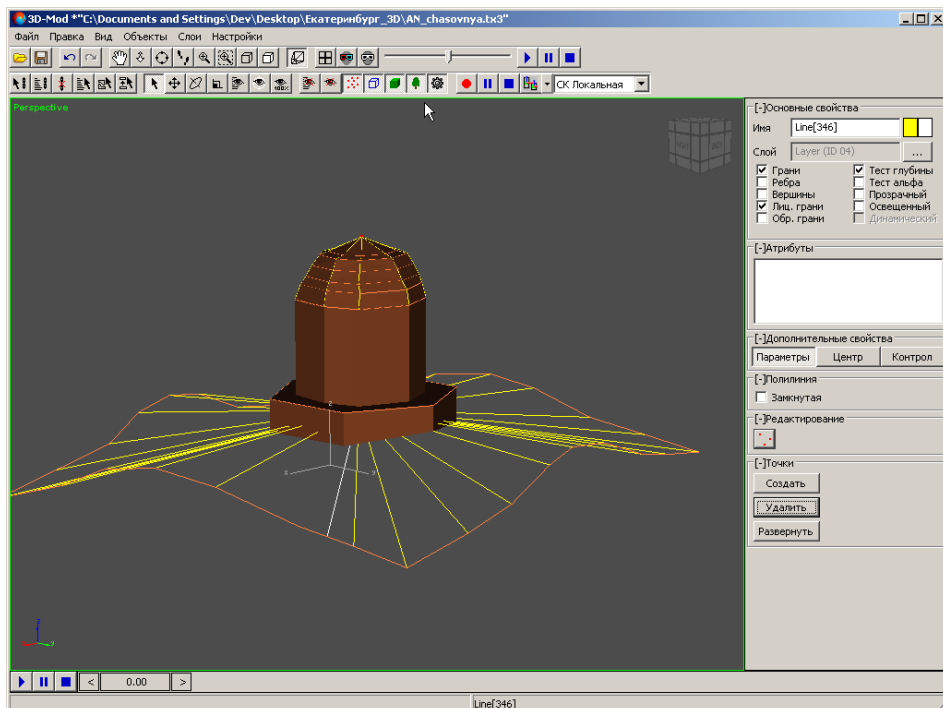 3D-Mod *"C:\Documents and Settings\Dev\Desktop\Екатеринбург_3D\AN_chasovnya.tx3"
Файл Правка Вид Объекты Слои Настройки
СК Локальная
Perspective
[-]Основные свойства
Имя Line[346]
Слой Layer (ID 04) ...
Грани Тест глубины
Ребра Тест альфа
Вершины Прозрачный
Лиц. грани Освещенный
Обр. грани Динамический
[-]Атрибуты
[-]Дополнительные свойства
Параметры Центр Контрол
[-]Полилиния
Замкнутая
[-]Редактирование
[-]Точки
Создать
Удалить
Развернуть
z
x y
z
y
< 0.00 >
Line[346]